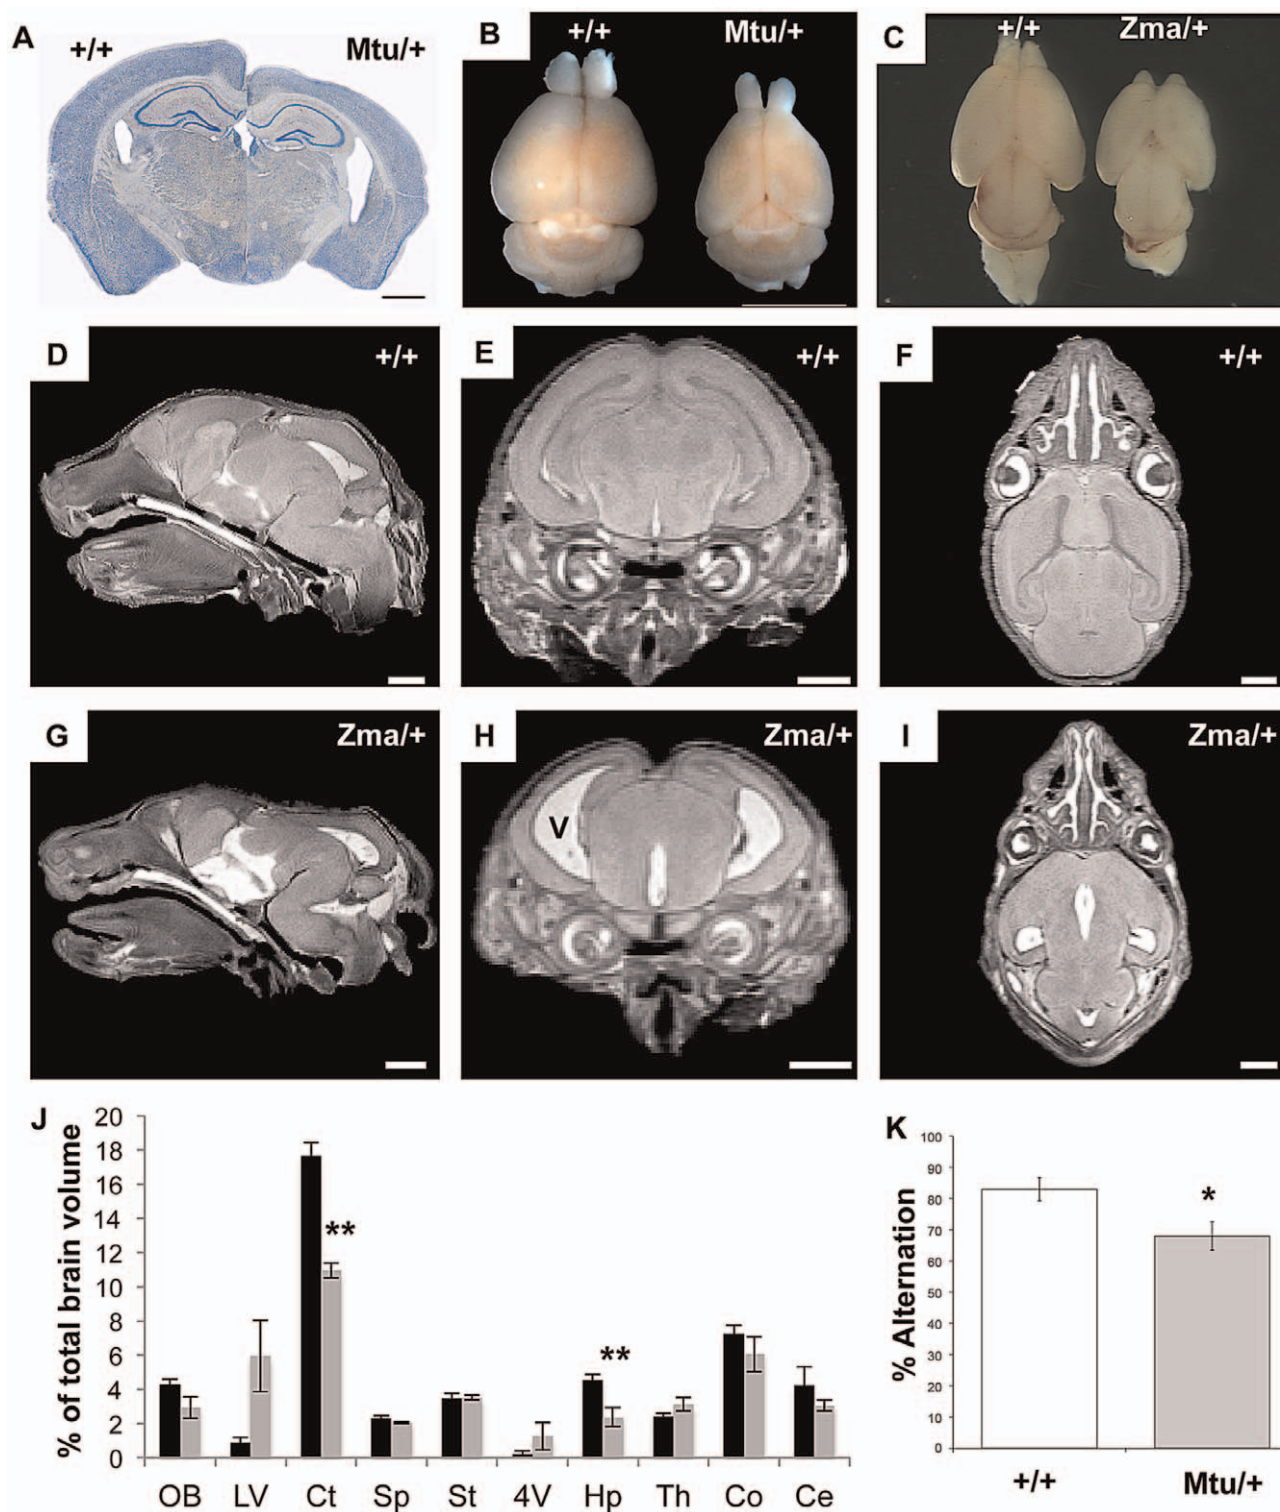 A
+/+
Mtu/+
B
+/+
Mtu/+
C
+/+
Zma/+
D
+/+
E
+/+
F
+/+
G
Zma/+
H
Zma/+
V
I
Zma/+
J
% of total brain volume
20
18
16
14
12
10
8
6
4
2
0
**
**
OB LV Ct Sp St 4V Hp Th Co Ce
K
% Alternation
100
90
80
70
60
50
40
30
20
10
0
*
+/+ Mtu/+